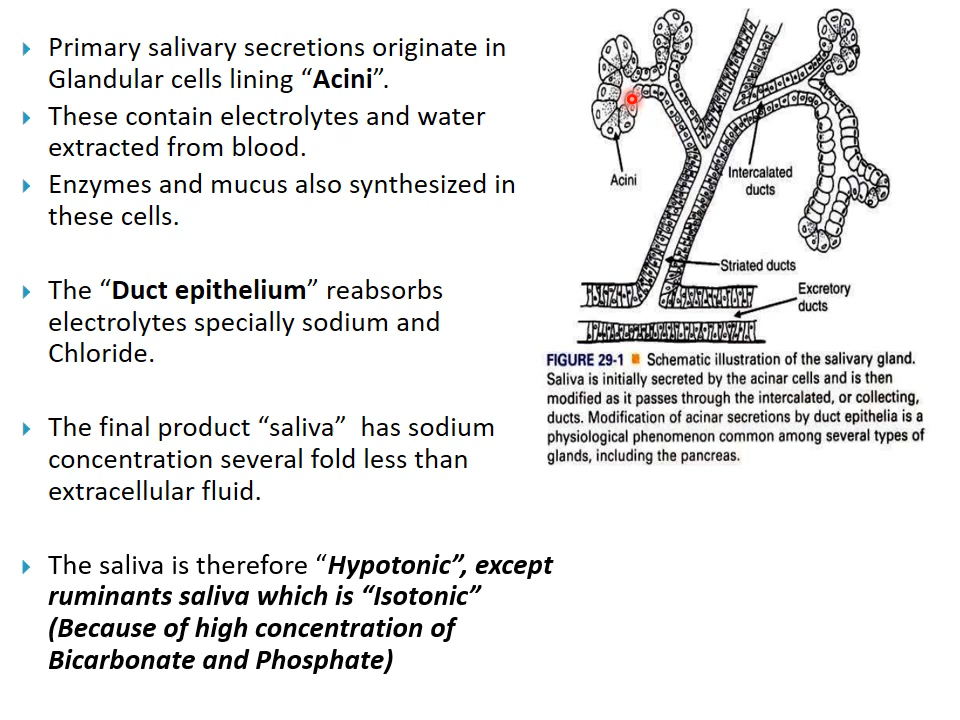 Primary salivary secretions originate in
Glandular cells lining “Acini”.
These contain electrolytes and water
extracted from blood.
Enzymes and mucus also synthesized in
these cells.
The “Duct epithelium” reabsorbs
electrolytes specially sodium and
Chloride.
The final product “saliva”  has sodium
concentration several fold less than
extracellular fluid.
The saliva is therefore “Hypotonic”, except
ruminants saliva which is “Isotonic”
(Because of high concentration of
Bicarbonate and Phosphate)
Acini
Intercalated
ducts
Striated ducts
Excretory
ducts
FIGURE 29-1 Schematic illustration of the salivary gland.
Saliva is initially secreted by the acinar cells and is then
modified as it passes through the intercalated, or collecting,
ducts. Modification of acinar secretions by duct epithelia is a
physiological phenomenon common among several types of
glands, including the pancreas.